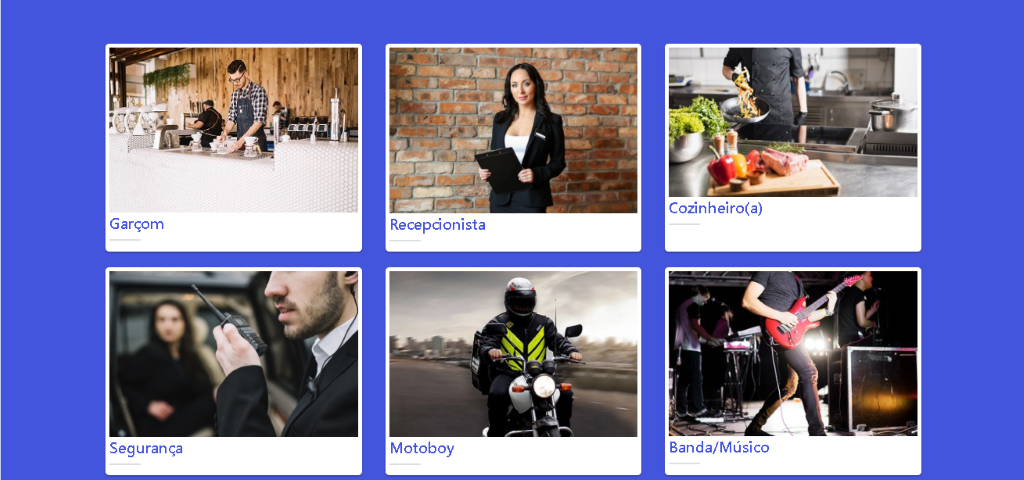 Garçom
Recepcionista
Cozinheiro(a)
Segurança
Motoboy
Banda/Músico